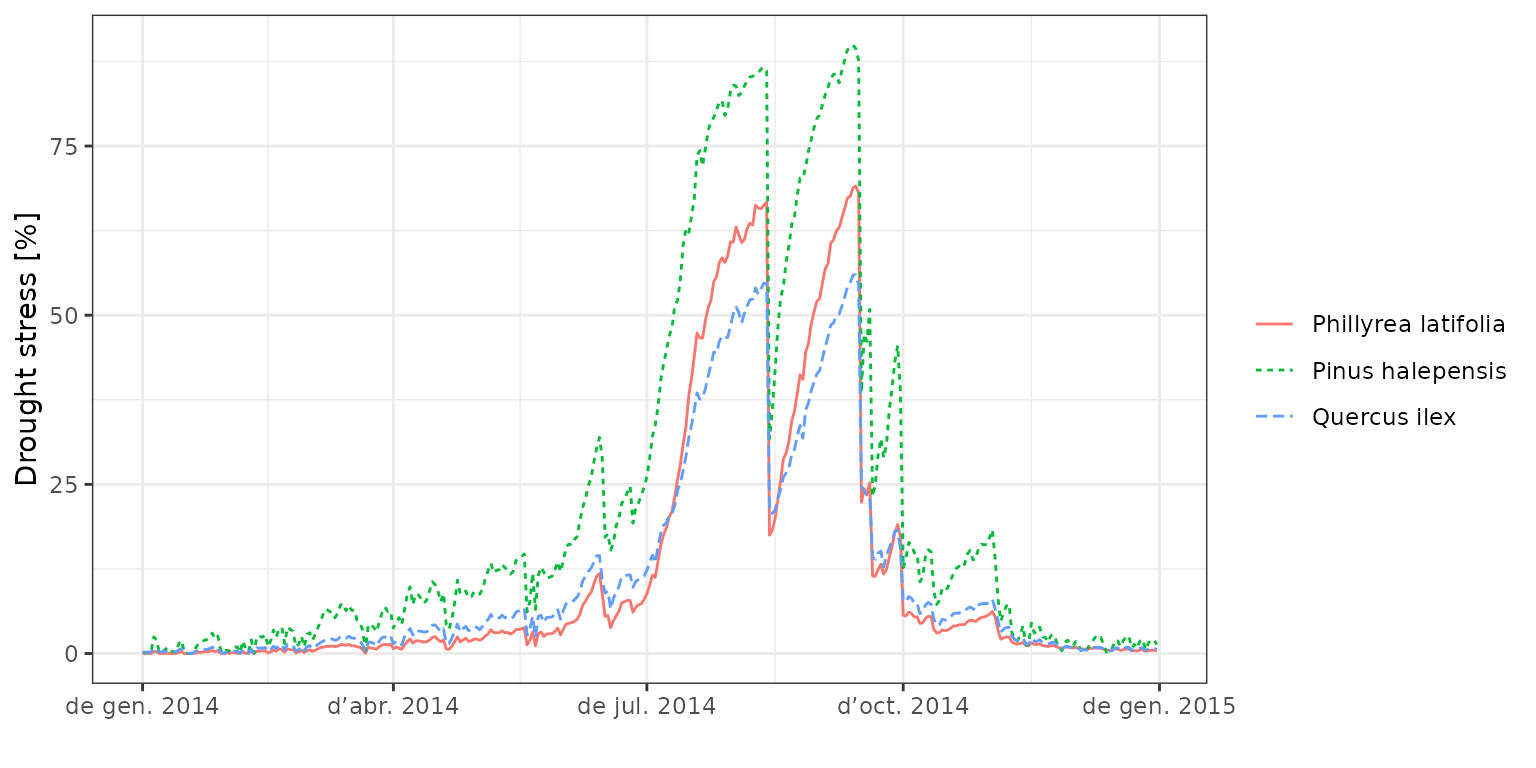 Drought stress [%]
75
50
25
0
de gen. 2014
d’abr. 2014
de jul. 2014
d’oct. 2014
de gen. 2015
Phillyrea latifolia
Pinus halepensis
Quercus ilex